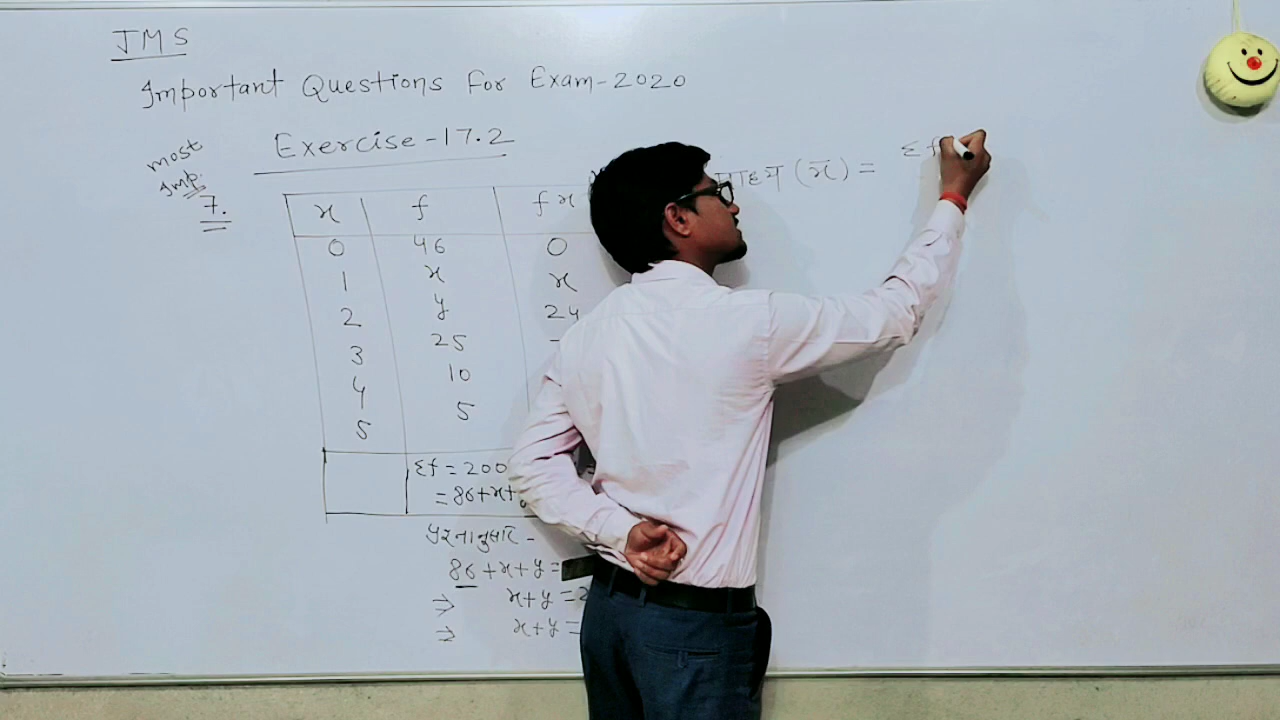 JMS
Important Questions For Exam-2020
most
Imp.
7.
Exercise-17.2
x f fx
0 46 0
1 x x
2 y 2y
3 25
4 10
5 5
Σf = 200
= 86+x+
प्रश्नानुसार -
86+x+y=
⇒ x+y=2
⇒ x+y=
माध्य (x̄) = Σf